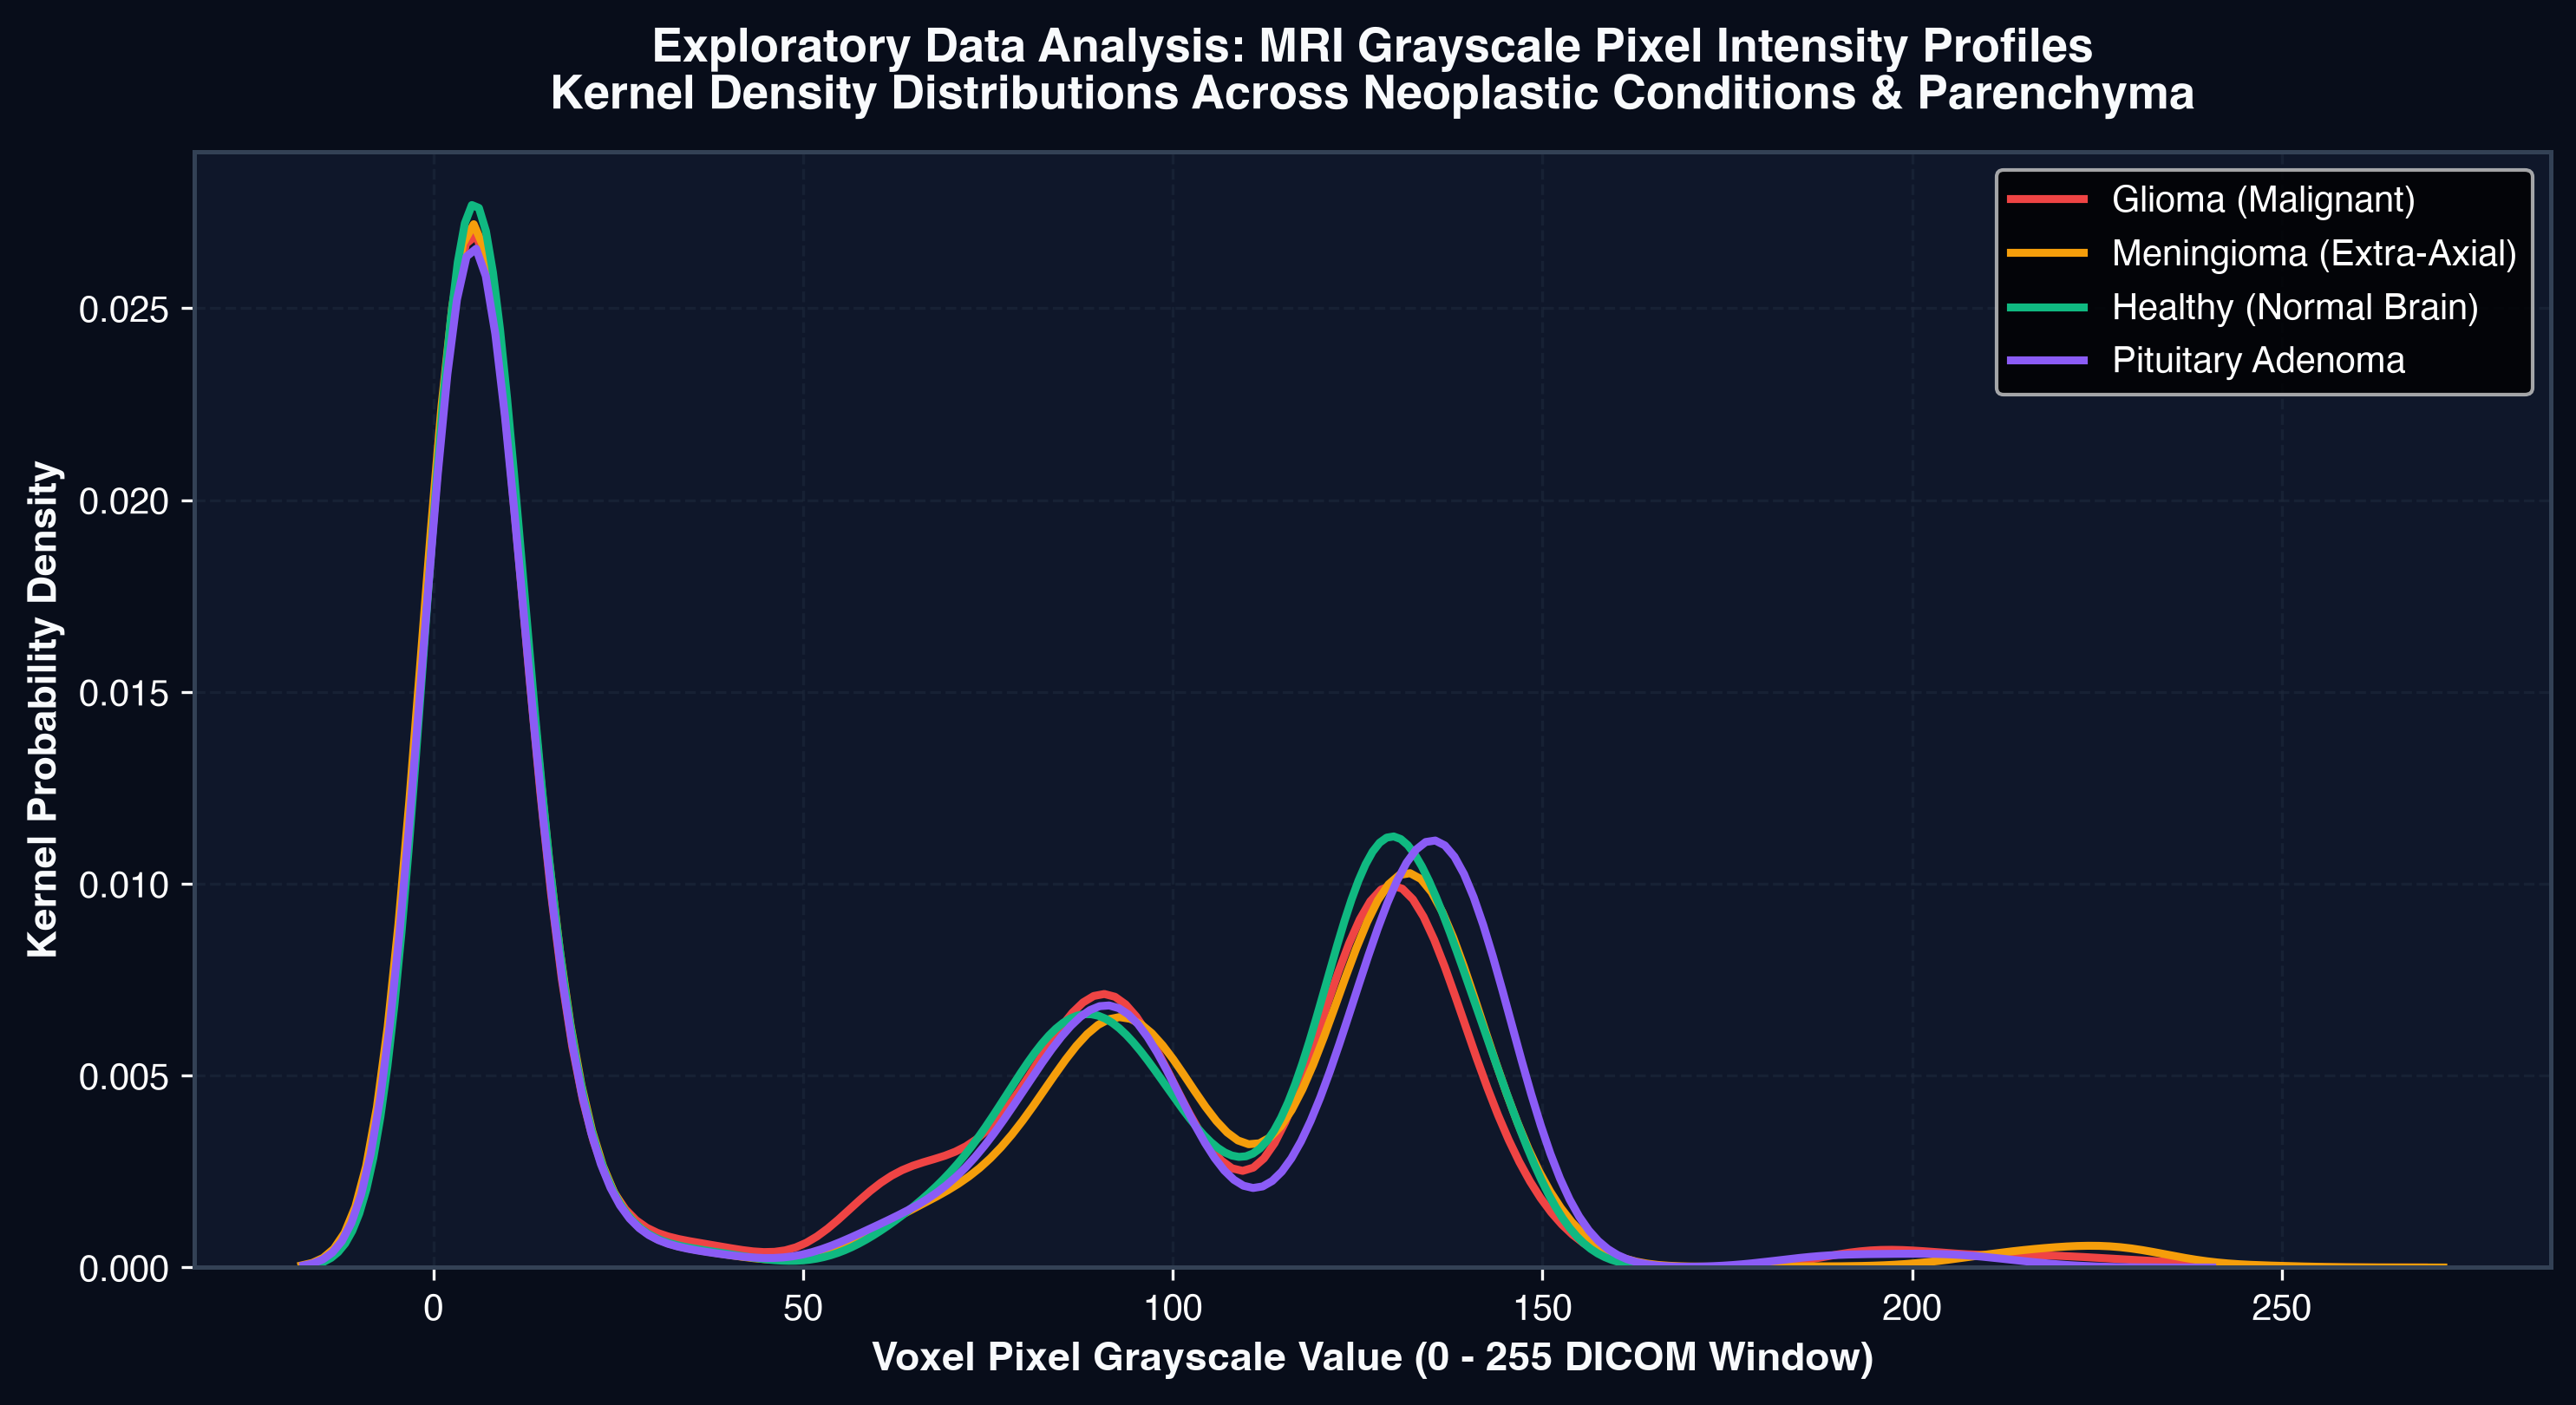 Exploratory Data Analysis: MRI Grayscale Pixel Intensity Profiles
Kernel Density Distributions Across Neoplastic Conditions & Parenchyma
Glioma (Malignant)
Meningioma (Extra-Axial)
Healthy (Normal Brain)
Pituitary Adenoma
Kernel Probability Density
0.025
0.020
0.015
0.010
0.005
0.000
0 50 100 150 200 250
Voxel Pixel Grayscale Value (0 - 255 DICOM Window)